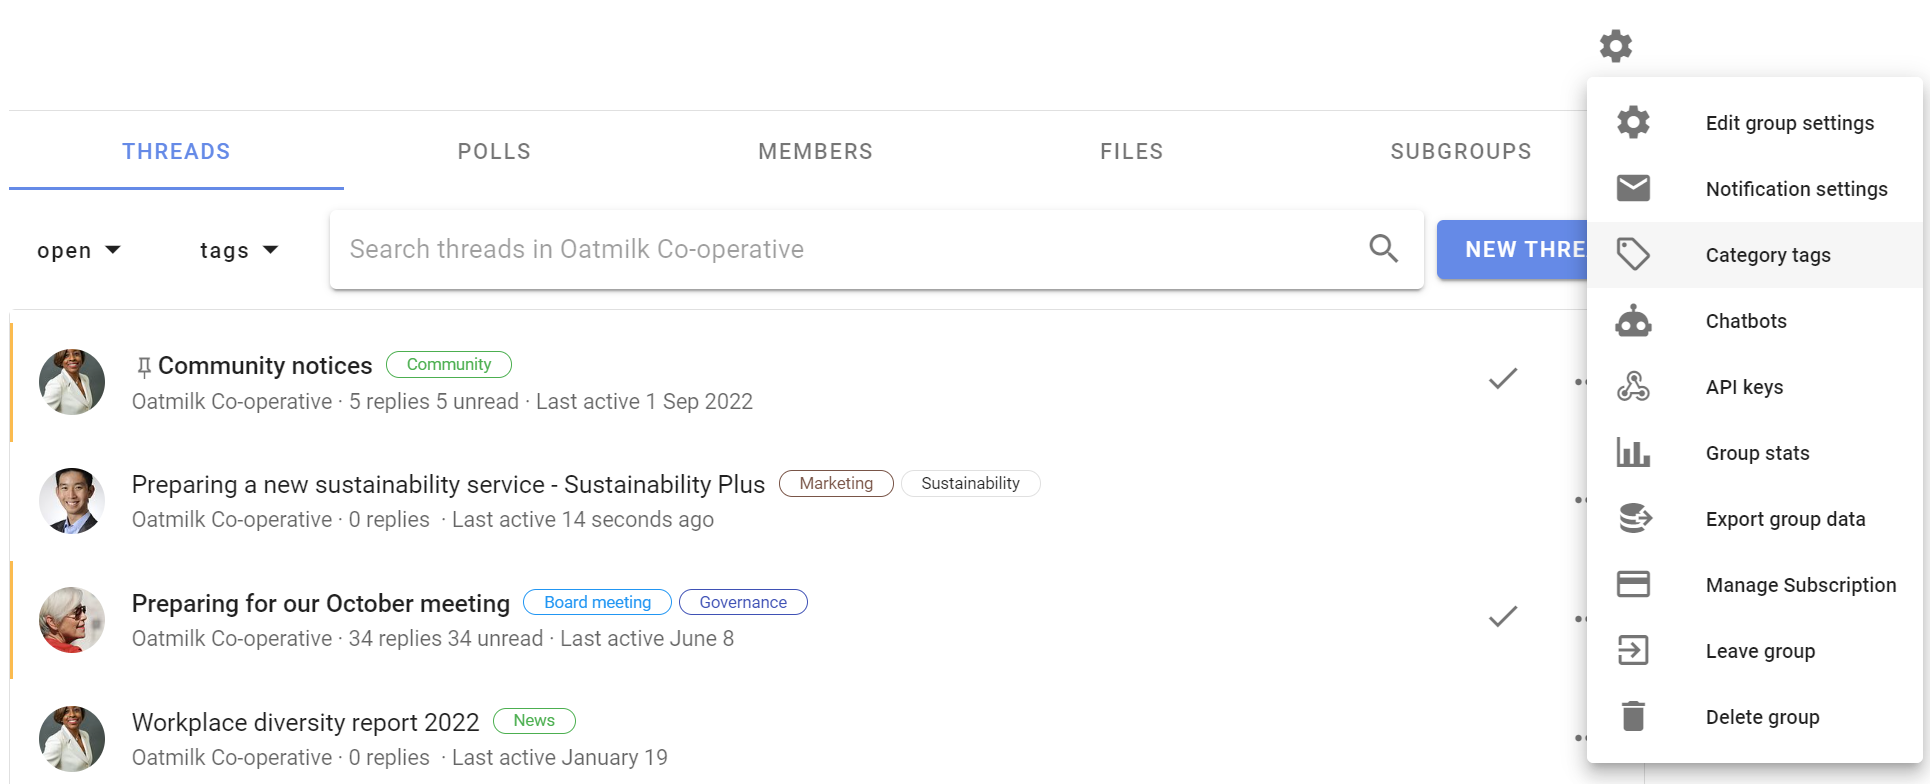 THREADS POLLS MEMBERS FILES SUBGROUPS
open tags Search threads in Oatmilk Co-operative NEW THRE
Community notices Community
Oatmilk Co-operative · 5 replies 5 unread · Last active 1 Sep 2022
Preparing a new sustainability service - Sustainability Plus Marketing Sustainability
Oatmilk Co-operative · 0 replies · Last active 14 seconds ago
Preparing for our October meeting Board meeting Governance
Oatmilk Co-operative · 34 replies 34 unread · Last active June 8
Workplace diversity report 2022 News
Oatmilk Co-operative · 0 replies · Last active January 19
Edit group settings
Notification settings
Category tags
Chatbots
API keys
Group stats
Export group data
Manage Subscription
Leave group
Delete group